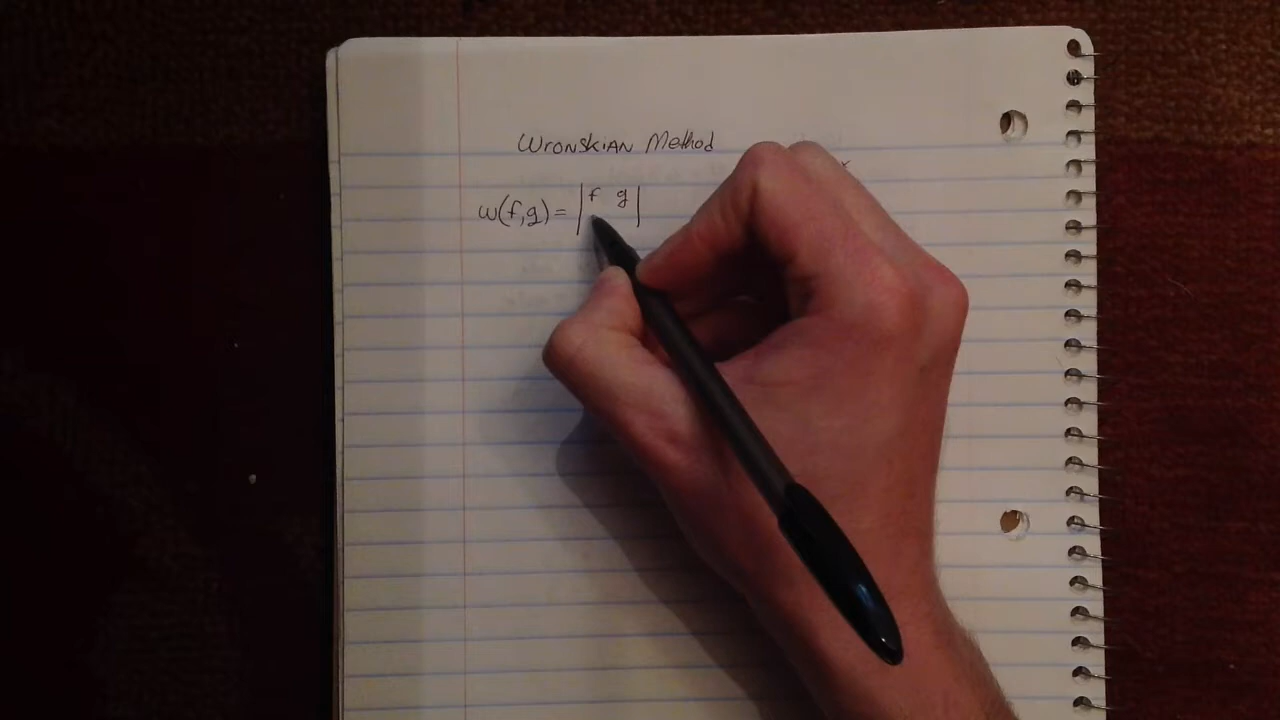 Wronskian Method
w(f,g) = | f g |